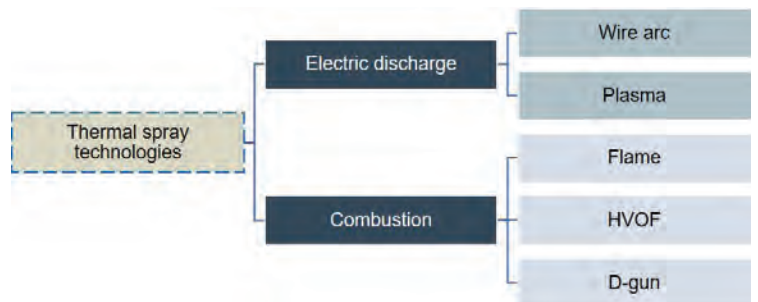 Thermal spray
technologies
Electric discharge
Wire arc
Plasma
Combustion
Flame
HVOF
D-gun